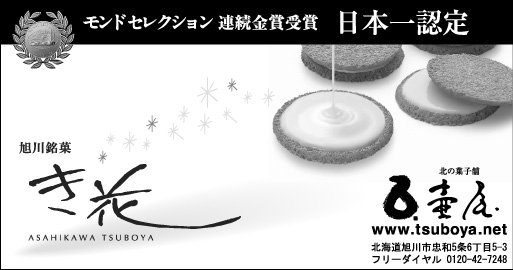 モンドセレクション 連続金賞受賞 日本一認定
旭川銘菓
き花
ASAHIKAWA TSUBOYA
北の菓子舗
壺屋
www.tsuboya.net
北海道旭川市忠和5条6丁目5-3
フリーダイヤル 0120-42-7248